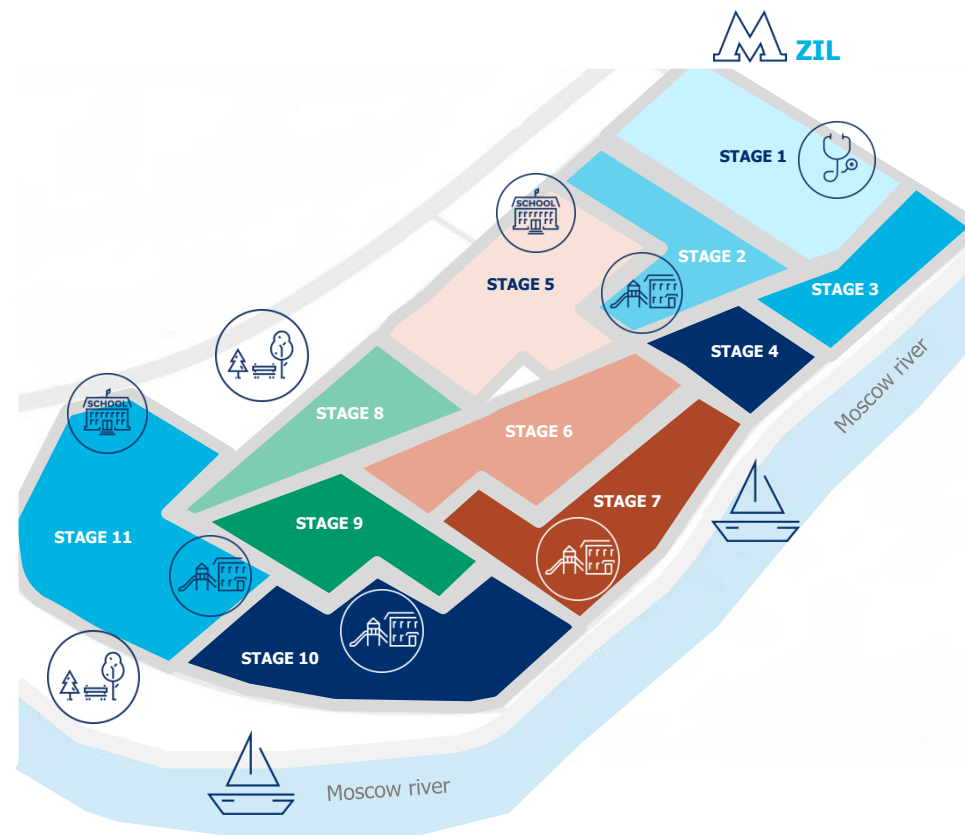 ZIL
STAGE 1
SCHOOL
STAGE 2
STAGE 5
STAGE 3
STAGE 4
Moscow river
SCHOOL
STAGE 8
STAGE 6
STAGE 7
STAGE 9
STAGE 11
STAGE 10
Moscow river